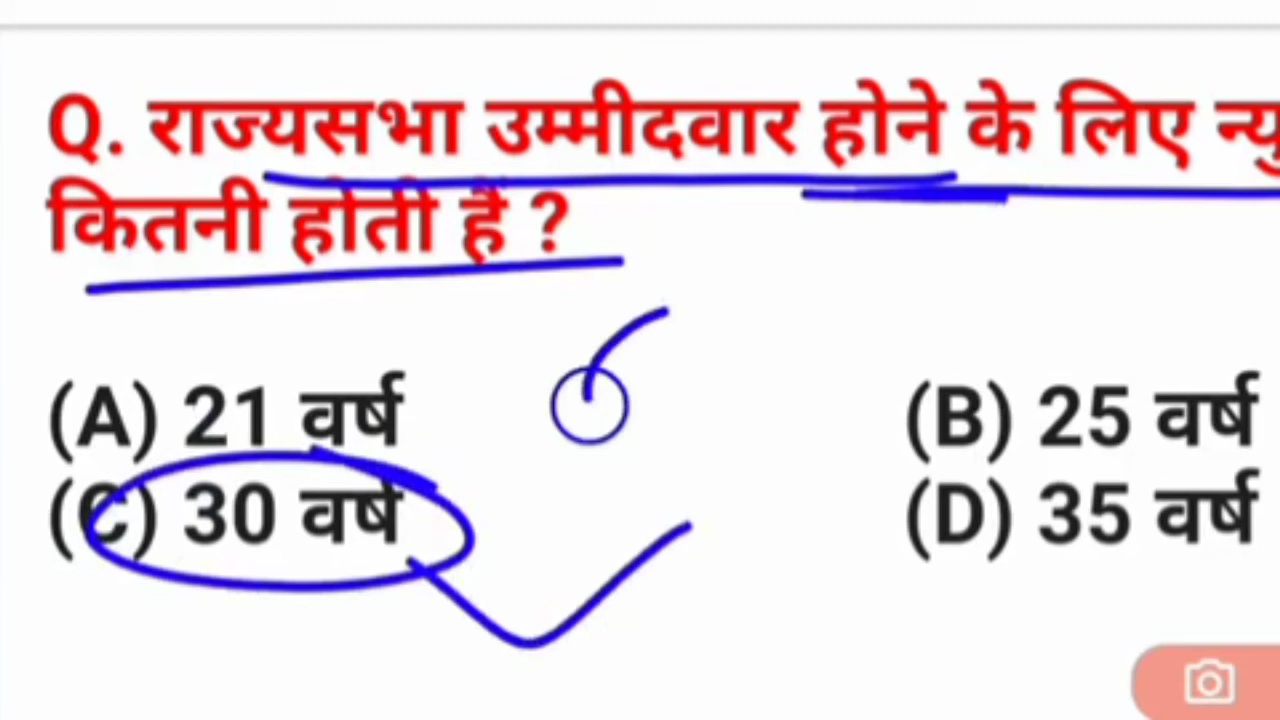 Q. राज्यसभा उम्मीदवार होने के लिए
कितनी होती है ?
(A) 21 वर्ष (B) 25 वर्ष
(C) 30 वर्ष (D) 35 वर्ष